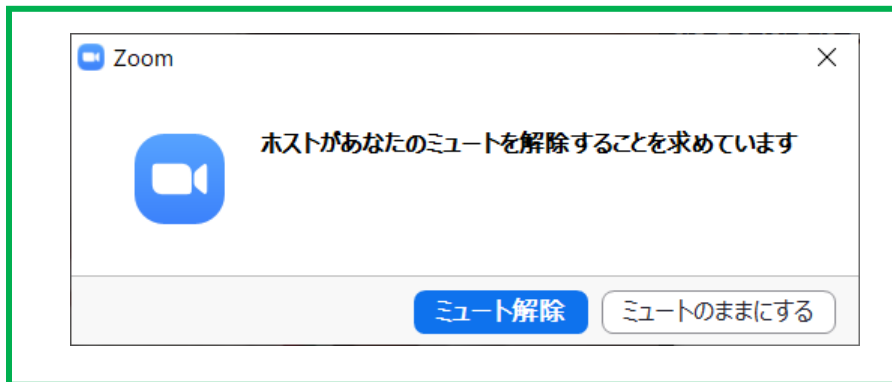 Zoom
ホストがあなたのミュートを解除することを求めています
ミュート解除
ミュートのままにする